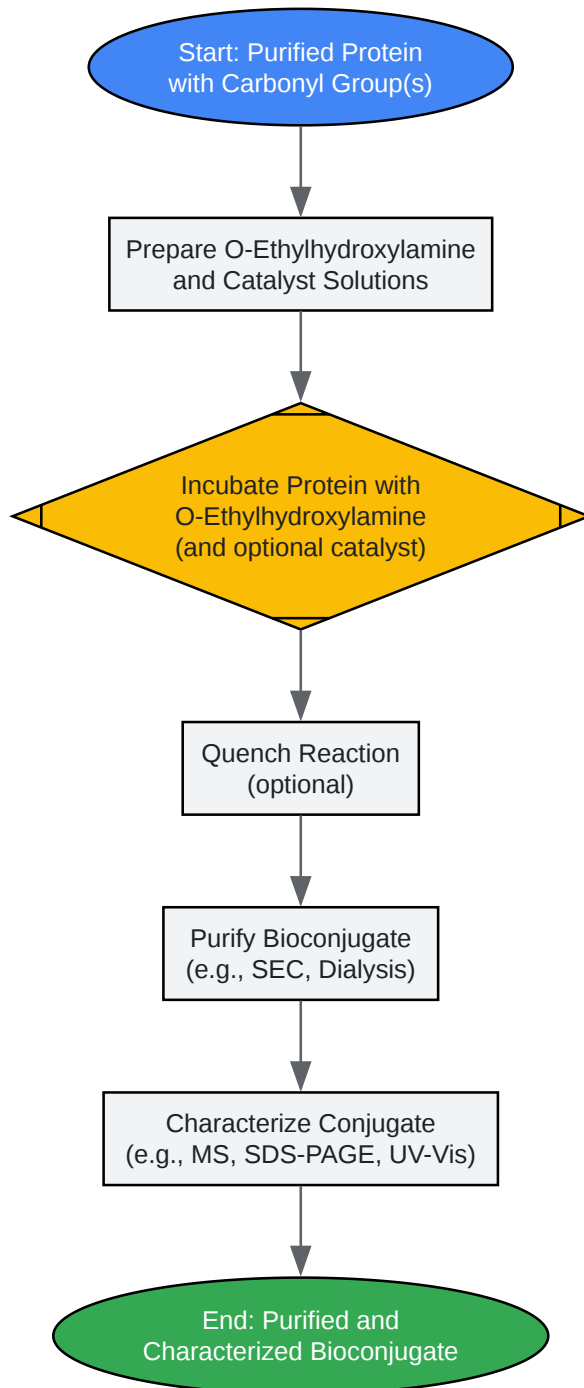 Start: Purified Protein
with Carbonyl Group(s)
Prepare O-Ethylhydroxylamine
and Catalyst Solutions
Incubate Protein with
O-Ethylhydroxylamine
(and optional catalyst)
Quench Reaction
(optional)
Purify Bioconjugate
(e.g., SEC, Dialysis)
Characterize Conjugate
(e.g., MS, SDS-PAGE, UV-Vis)
End: Purified and
Characterized Bioconjugate